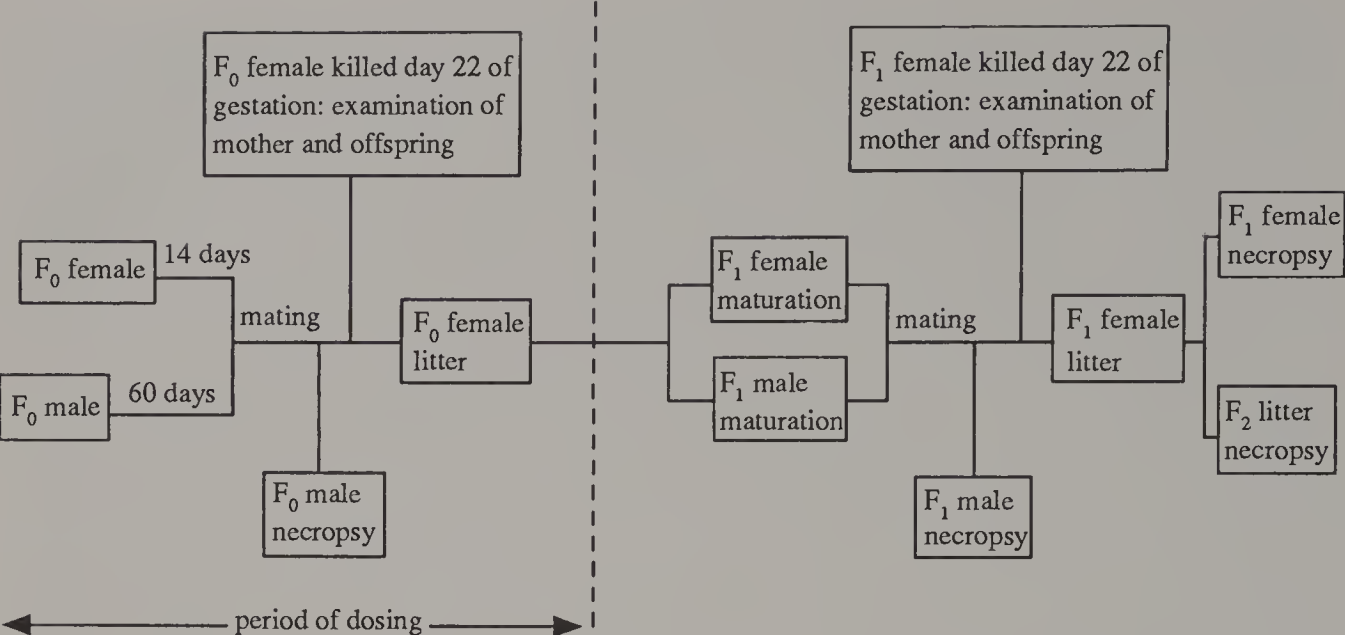 F₀ female killed day 22 of
gestation: examination of
mother and offspring
F₀ female
14 days
F₀ male
60 days
mating
F₀ female
litter
F₀ male
necropsy
period of dosing
F₁ female killed day 22 of
gestation: examination of
mother and offspring
F₁ female
maturation
F₁ male
maturation
mating
F₁ female
litter
F₁ male
necropsy
F₁ female
necropsy
F₂ litter
necropsy